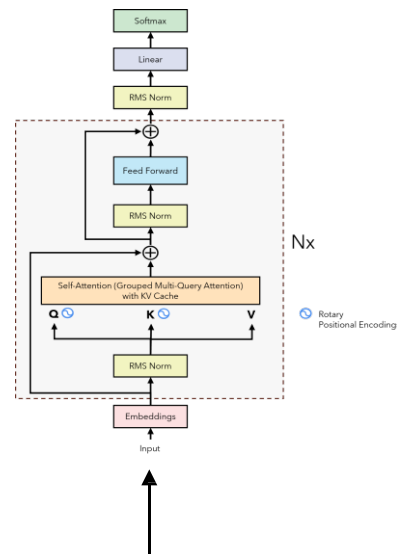 Softmax
Linear
RMS Norm
Feed Forward
RMS Norm
Nx
Self-Attention (Grouped Multi-Query Attention)
with KV Cache
Q K V
Rotary
Positional Encoding
RMS Norm
Embeddings
Input